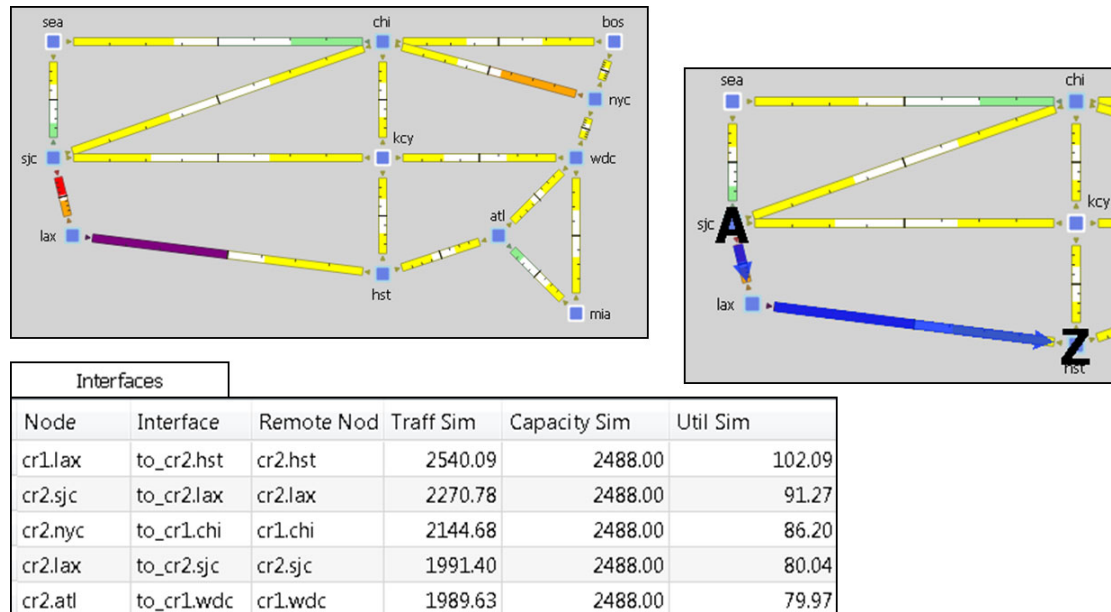 sea
chi
bos
nyc
sjc
kcy
wdc
lax
atl
hst
mia
sea
chi
kcy
sjc
A
lax
Z
hst
Interfaces
Node Interface Remote Nod Traff Sim Capacity Sim Util Sim
cr1.lax to_cr2.hst cr2.hst 2540.09 2488.00 102.09
cr2.sjc to_cr2.lax cr2.lax 2270.78 2488.00 91.27
cr2.nyc to_cr1.chi cr1.chi 2144.68 2488.00 86.20
cr2.lax to_cr2.sjc cr2.sjc 1991.40 2488.00 80.04
cr2.atl to_cr1.wdc cr1.wdc 1989.63 2488.00 79.97